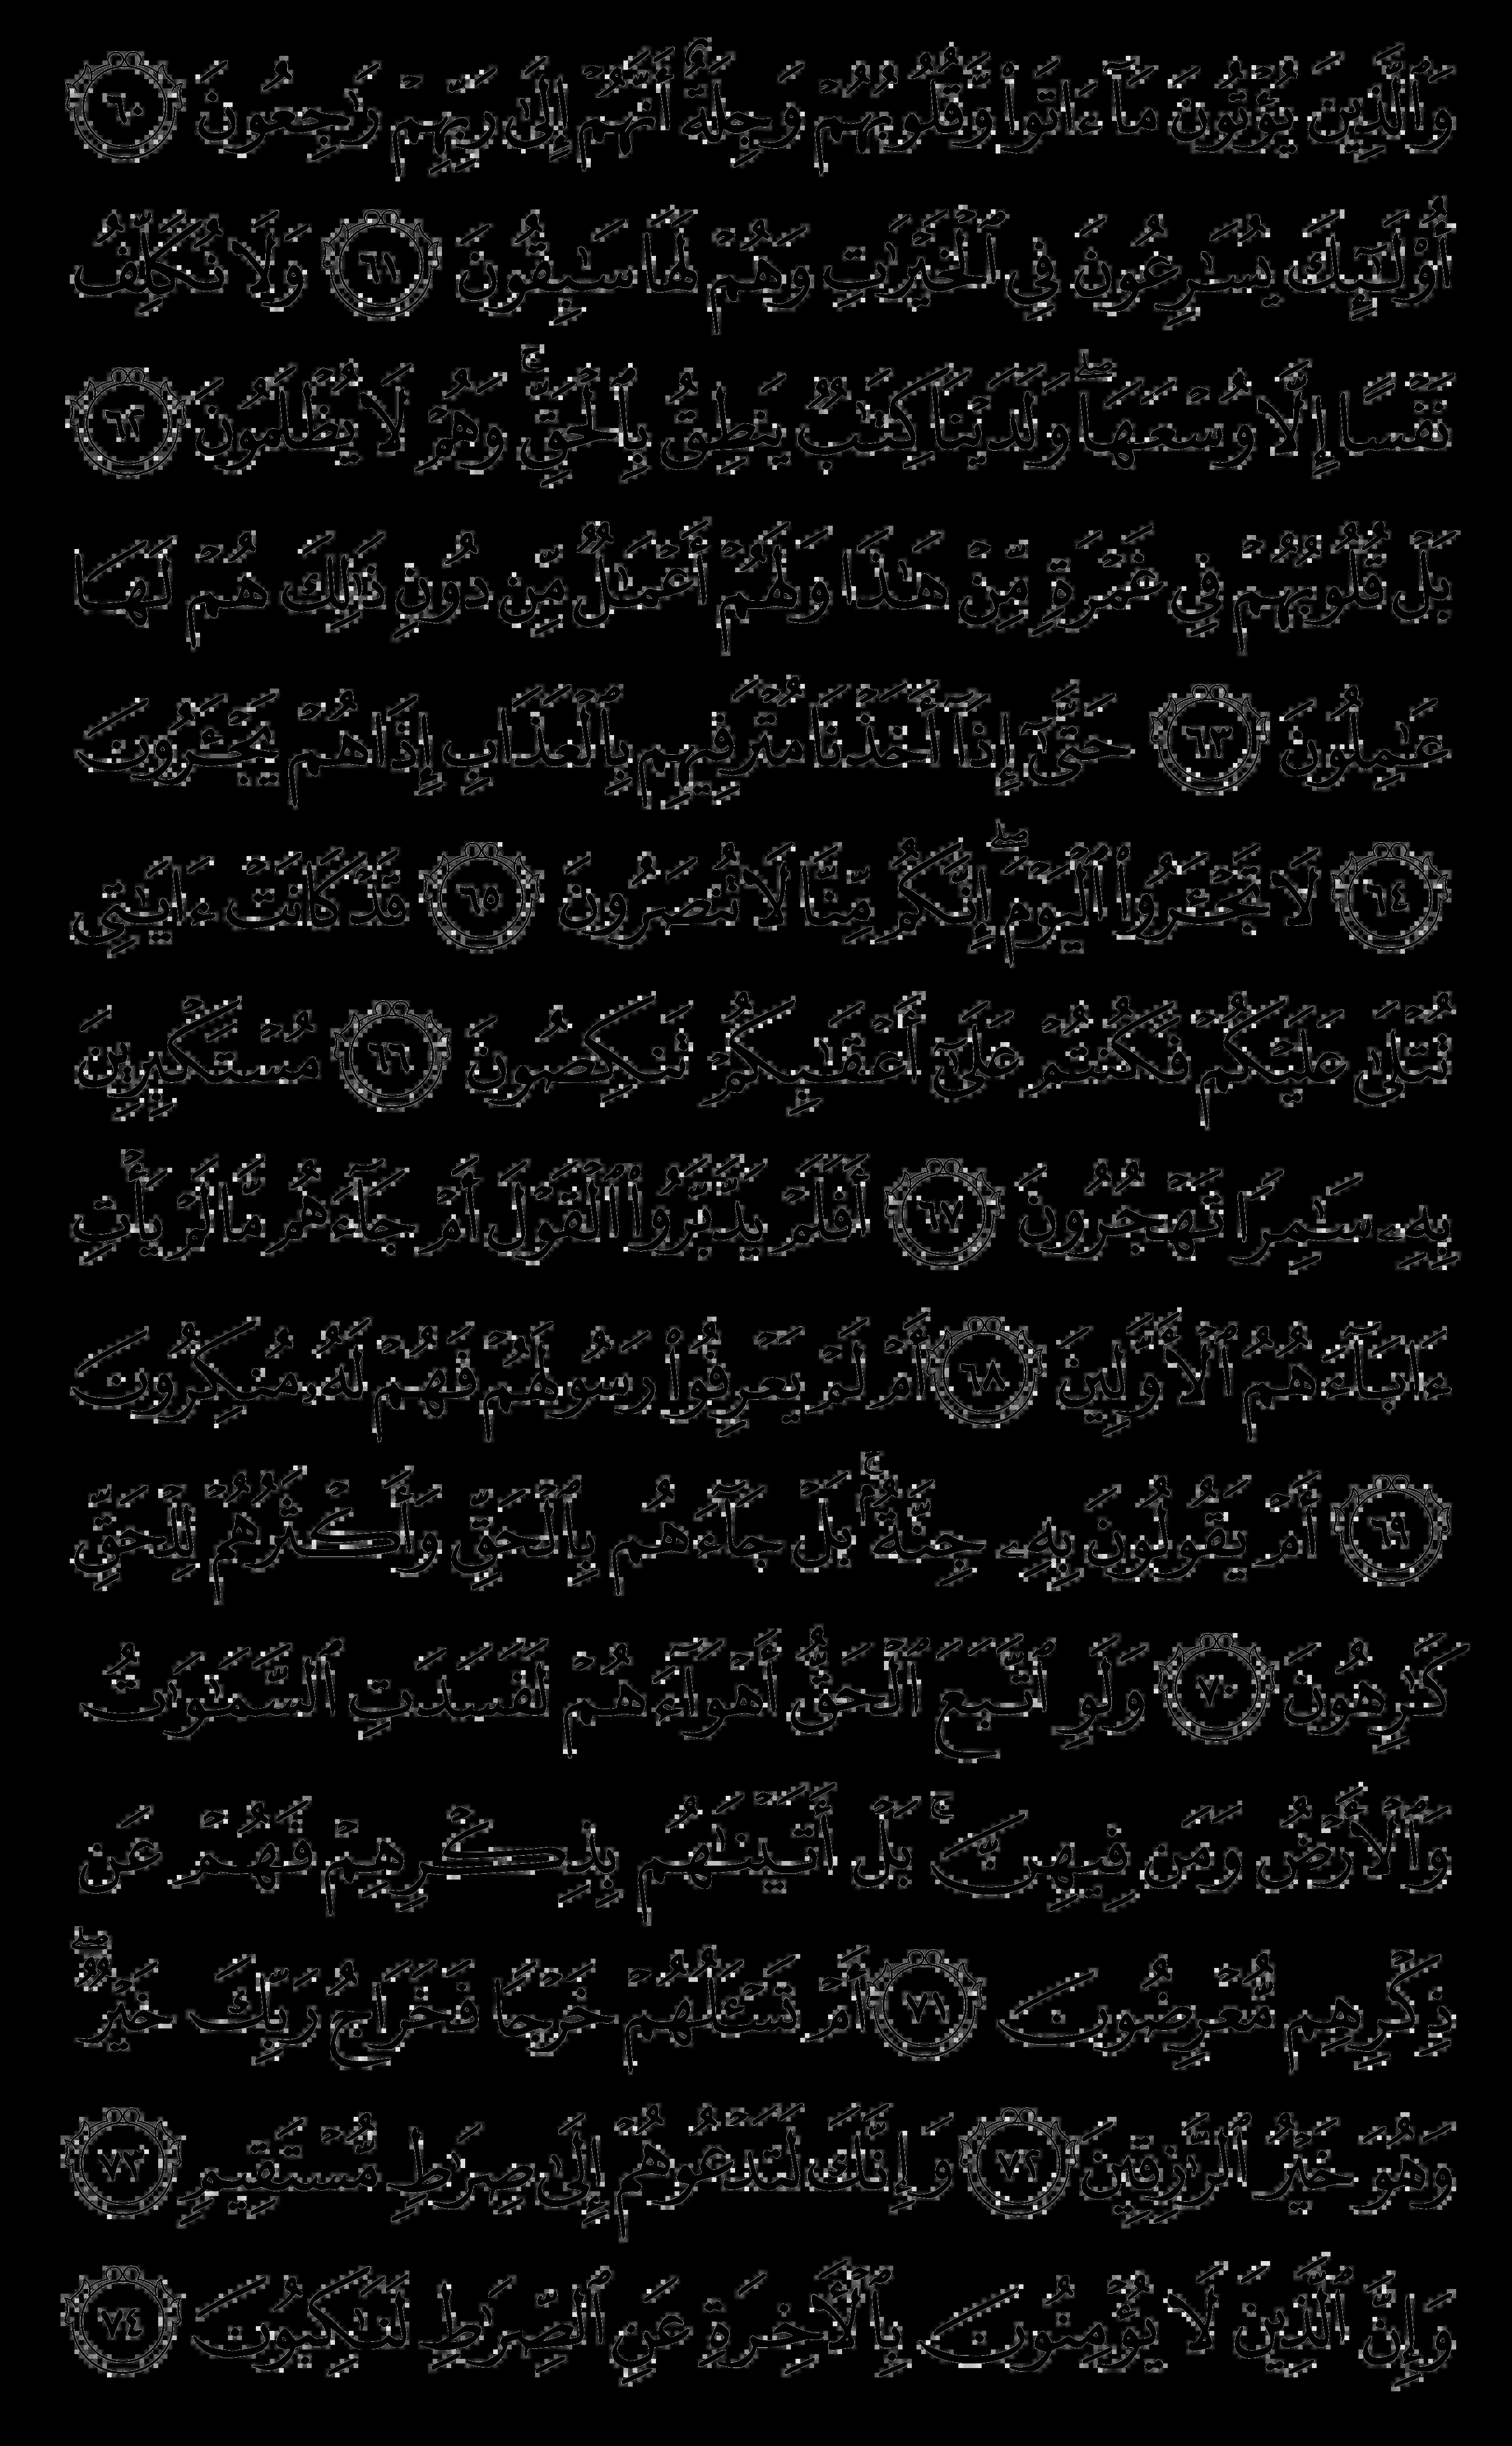 وَٱلَّذِينَ يُؤْتُونَ مَآ ءَاتَوا۟ وَّقُلُوبُهُمْ وَجِلَةٌ أَنَّهُمْ إِلَىٰ رَبِّهِمْ رَٰجِعُونَ ٦٠
أُو۟لَـٰٓئِكَ يُسَـٰرِعُونَ فِى ٱلْخَيْرَٰتِ وَهُمْ لَهَا سَـٰبِقُونَ ٦١ وَلَا نُكَلِّفُ
نَفْسًا إِلَّا وُسْعَهَا ۖ وَلَدَيْنَا كِتَـٰبٌ يَنطِقُ بِٱلْحَقِّ ۚ وَهُمْ لَا يُظْلَمُونَ ٦٢
بَلْ قُلُوبُهُمْ فِى غَمْرَةٍ مِّنْ هَـٰذَا وَلَهُمْ أَعْمَـٰلٌ مِّن دُونِ ذَٰلِكَ هُمْ لَهَا
عَـٰمِلُونَ ٦٣ حَتَّىٰٓ إِذَآ أَخَذْنَا مُتْرَفِيهِم بِٱلْعَذَابِ إِذَا هُمْ يَجْـَٔرُونَ
٦٤ لَا تَجْـَٔرُوا۟ ٱلْيَوْمَ ۖ إِنَّكُم مِّنَّا لَا تُنصَرُونَ ٦٥ قَدْ كَانَتْ ءَايَـٰتِى
تُتْلَىٰ عَلَيْكُمْ فَكُنتُمْ عَلَىٰٓ أَعْقَـٰبِكُمْ تَنكِصُونَ ٦٦ مُسْتَكْبِرِينَ
بِهِۦ سَـٰمِرًا تَهْجُرُونَ ٦٧ أَفَلَمْ يَدَّبَّرُوا۟ ٱلْقَوْلَ أَمْ جَآءَهُم مَّا لَمْ يَأْتِ
ءَابَآءَهُمُ ٱلْأَوَّلِينَ ٦٨ أَمْ لَمْ يَعْرِفُوا۟ رَسُولَهُمْ فَهُمْ لَهُۥ مُنكِرُونَ
٦٩ أَمْ يَقُولُونَ بِهِۦ جِنَّةٌۢ ۚ بَلْ جَآءَهُم بِٱلْحَقِّ وَأَكْثَرُهُمْ لِلْحَقِّ
كَـٰرِهُونَ ٧٠ وَلَوِ ٱتَّبَعَ ٱلْحَقُّ أَهْوَآءَهُمْ لَفَسَدَتِ ٱلسَّمَـٰوَٰتُ
وَٱلْأَرْضُ وَمَن فِيهِنَّ ۚ بَلْ أَتَيْنَـٰهُم بِذِكْرِهِمْ فَهُمْ عَن
ذِكْرِهِم مُّعْرِضُونَ ٧١ أَمْ تَسْـَٔلُهُمْ خَرْجًا فَخَرَاجُ رَبِّكَ خَيْرٌ ۖ
وَهُوَ خَيْرُ ٱلرَّٰزِقِينَ ٧٢ وَإِنَّكَ لَتَدْعُوهُمْ إِلَىٰ صِرَٰطٍ مُّسْتَقِيمٍ ٧٣
وَإِنَّ ٱلَّذِينَ لَا يُؤْمِنُونَ بِٱلْـَٔاخِرَةِ عَنِ ٱلصِّرَٰطِ لَنَـٰكِبُونَ ٧٤